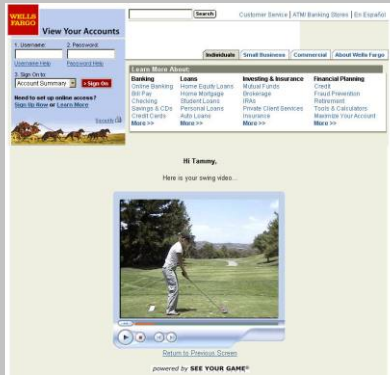 WELLS
FARGO
Search
Customer Service | ATM/Banking Stores | En Español
View Your Accounts
1. Username:
2. Password:
Username Help
Password Help
3. Sign On to
Account Summary
Sign On
Need to set up online access?
Sign Up Now or Learn More
Security
Individuals
Small Business
Commercial
About Wells Fargo
Learn More About:
Banking
Online Banking
Bill Pay
Checking
Savings & CDs
Credit Cards
More >>
Loans
Home Equity Loans
Home Mortgage
Student Loans
Personal Loans
Auto Loans
More >>
Investing & Insurance
Mutual Funds
Brokerage
IRAs
Private Client Services
Insurance
More >>
Financial Planning
Credit
Fraud Prevention
Retirement
Tools & Calculators
Maximize Your Account
More >>
Hi Tammy,
Here is your swing video...
Return to Previous Screen
powered by SEE YOUR GAME®